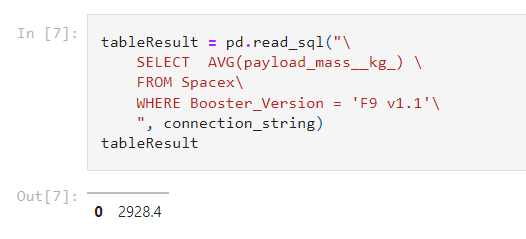 In [7]:
tableResult = pd.read_sql("\
SELECT  AVG(payload_mass__kg_) \
FROM Spacex\
WHERE Booster_Version = 'F9 v1.1'\
", connection_string)
tableResult
Out[7]:
0 2928.4